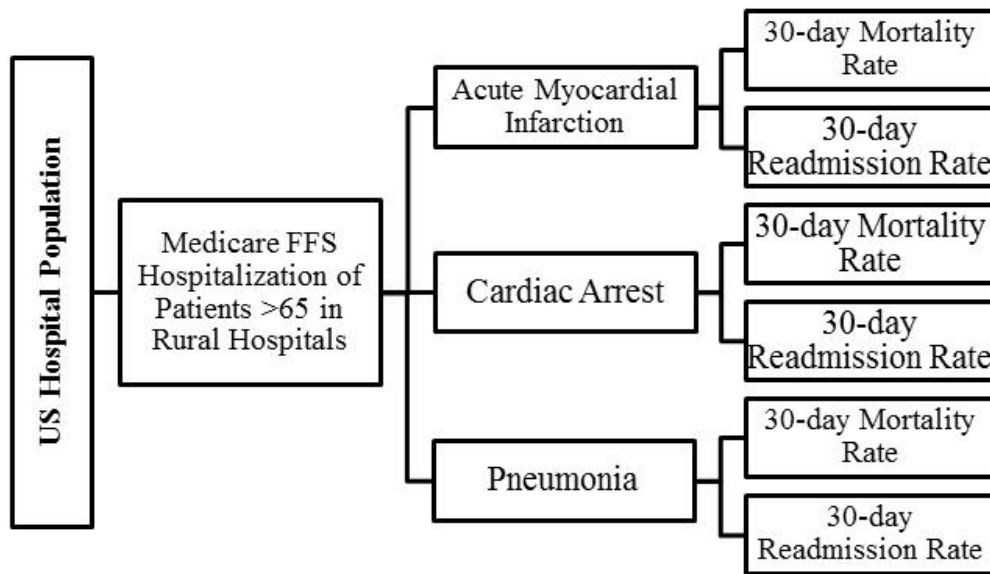 US Hospital Population
Medicare FFS
Hospitalization of
Patients >65 in
Rural Hospitals
Acute Myocardial
Infarction
30-day Mortality
Rate
30-day
Readmission Rate
Cardiac Arrest
30-day Mortality
Rate
30-day
Readmission Rate
Pneumonia
30-day Mortality
Rate
30-day
Readmission Rate